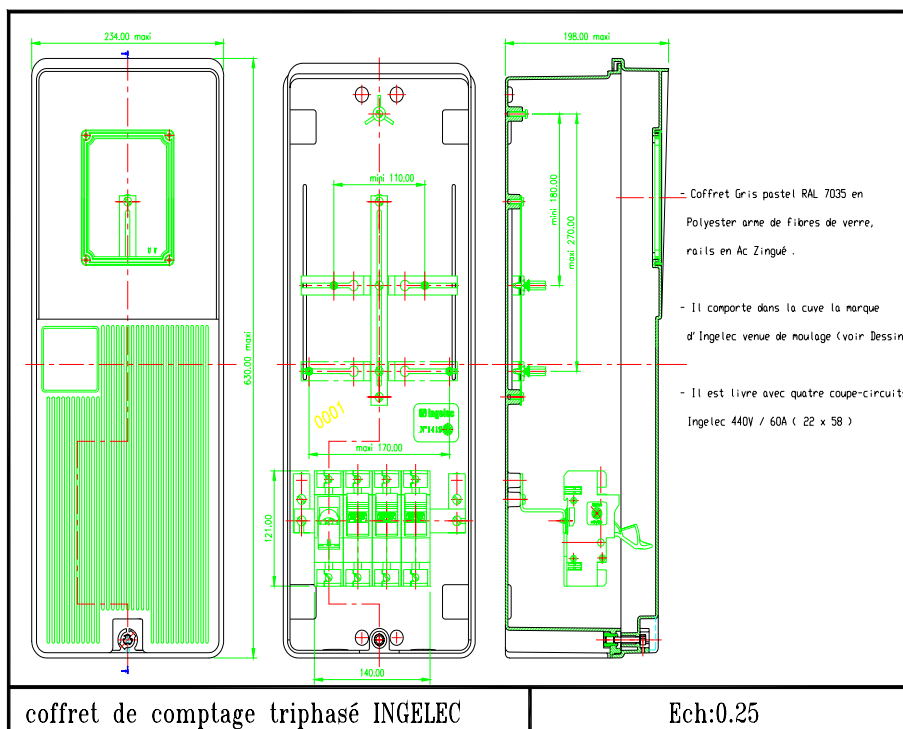 234.00 maxi
198.00 maxi
630.00 maxi
mini 110.00
mini 180.00
maxi 270.00
- Coffret Gris pastel RAL 7035 en
Polyester arme de fibres de verre,
rails en Ac Zingué .
- Il comporte dans la cuve la marque
d'Ingelec venue de moulage (voir Dessin
- Il est livre avec quatre coupe-circuits
Ingelec 440V / 60A ( 22 x 58 )
0001
ingelec
maxi 170.00
121.00
140.00
coffret de comptage triphasé INGELEC
Ech:0.25